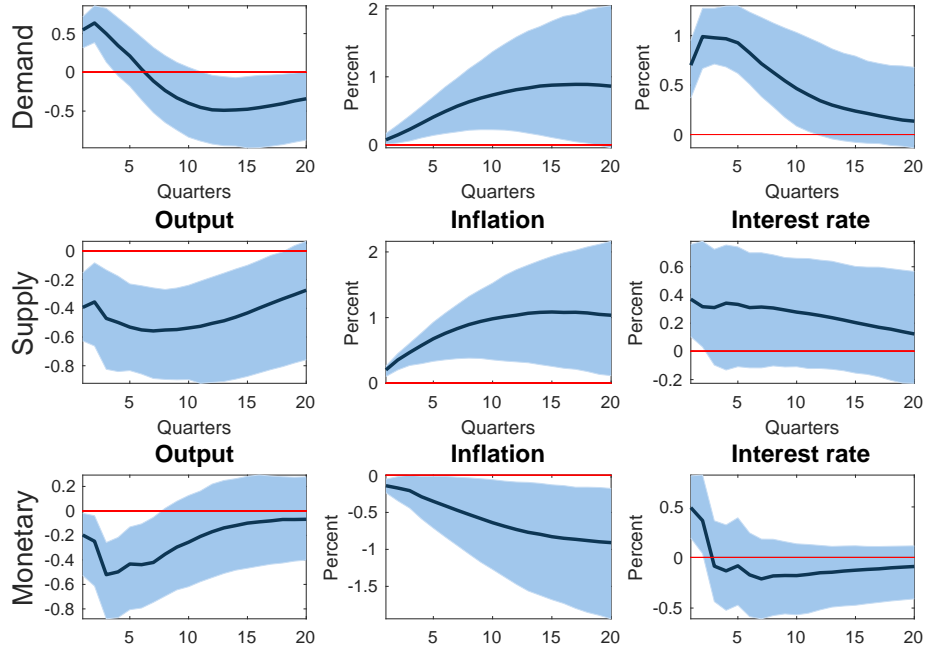 Demand
0.5
0
-0.5
5 10 15 20
Quarters
Percent
2
1
0
5 10 15 20
Quarters
Percent
1
0
5 10 15 20
Quarters
Output
Inflation
Interest rate
Supply
0
-0.2
-0.4
-0.6
-0.8
5 10 15 20
Quarters
Percent
2
1
0
5 10 15 20
Quarters
Percent
0.6
0.4
0.2
0
-0.2
5 10 15 20
Quarters
Output
Inflation
Interest rate
Monetary
0.2
0
-0.2
-0.4
-0.6
-0.8
5 10 15 20
Percent
0
-0.5
-1
-1.5
5 10 15 20
Percent
0.5
0
-0.5
5 10 15 20